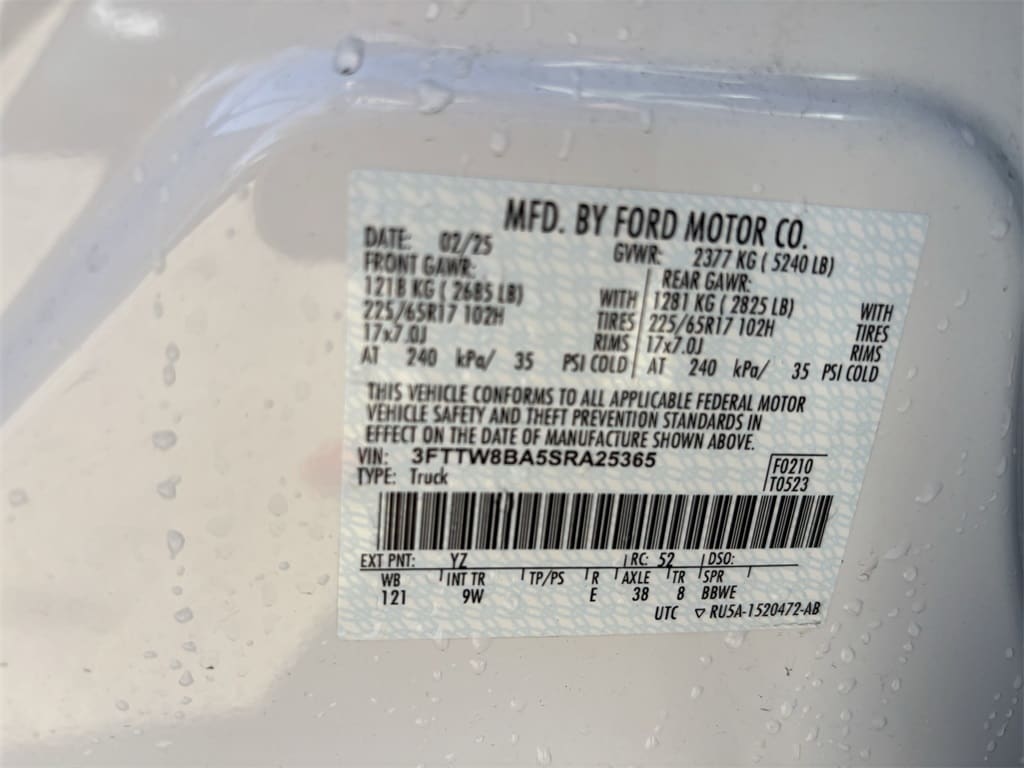 MFD. BY FORD MOTOR CO.
DATE: 02/25 GVWR: 2377 KG ( 5240 LB)
FRONT GAWR: REAR GAWR:
1218 KG ( 2685 LB) WITH 1281 KG ( 2825 LB) WITH
225/65R17 102H TIRES 225/65R17 102H TIRES
17x7.0J RIMS 17x7.0J RIMS
AT 240 kPa/ 35 PSI COLD AT 240 kPa/ 35 PSI COLD
THIS VEHICLE CONFORMS TO ALL APPLICABLE FEDERAL MOTOR
VEHICLE SAFETY AND THEFT PREVENTION STANDARDS IN
EFFECT ON THE DATE OF MANUFACTURE SHOWN ABOVE.
VIN: 3FTTW8BA5SRA25365
TYPE: Truck
F0210
T0523
EXT PNT: YZ RC: 52 DSO:
WB INT TR TP/PS R AXLE TR SPR
121 9W E 38 8 BBWE
UTC ▽ RU5A-1520472-AB